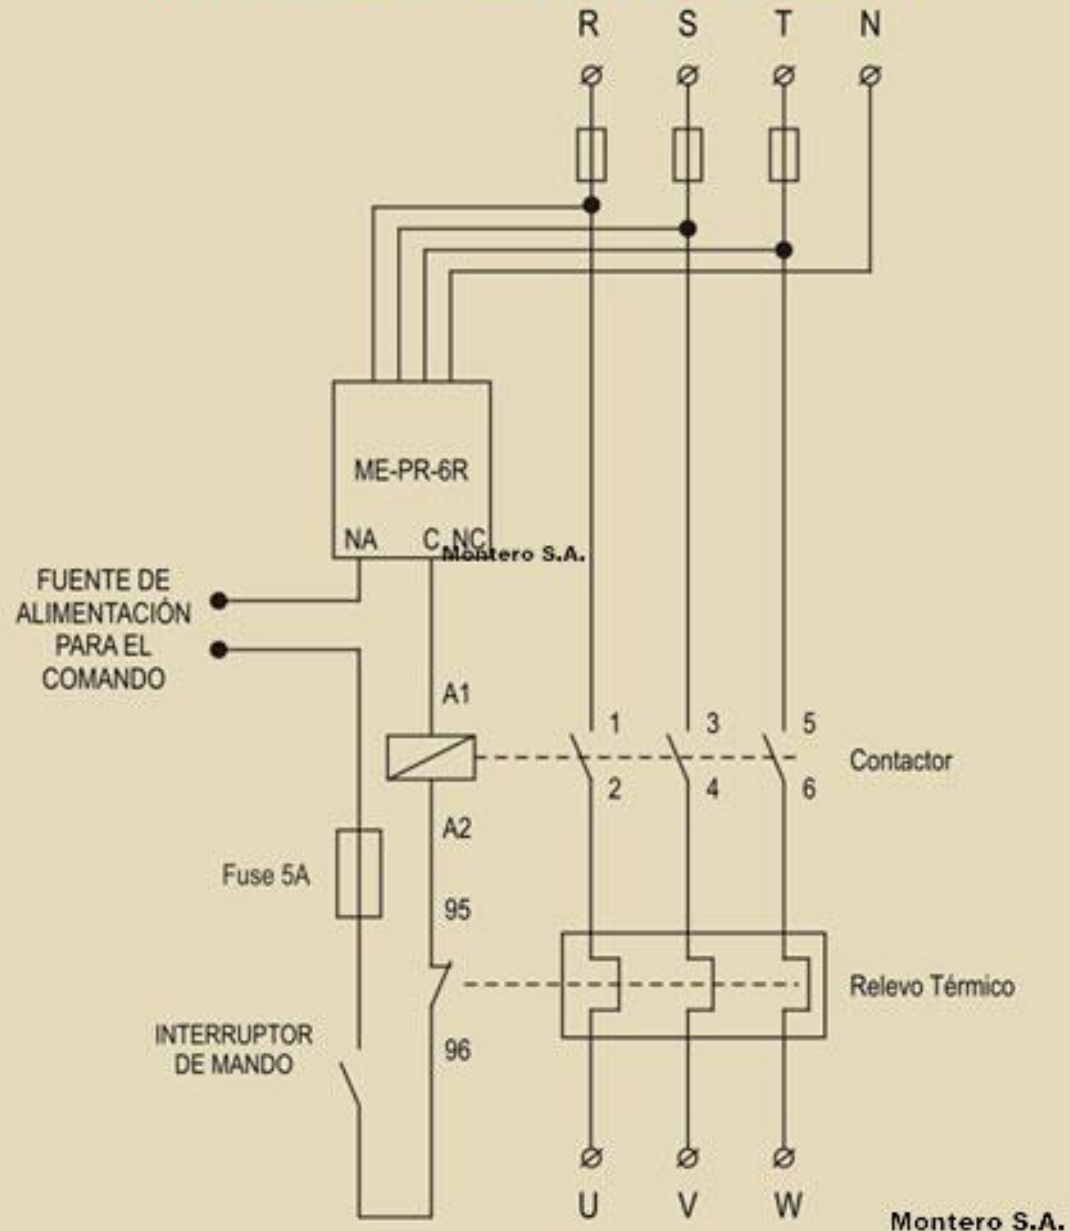 R S T N
ME-PR-6R
NA C NC
Montero S.A.
FUENTE DE
ALIMENTACIÓN
PARA EL
COMANDO
A1
1 3 5
Contactor
2 4 6
A2
Fuse 5A
95
Relevo Térmico
INTERRUPTOR
DE MANDO
96
U V W
Montero S.A.